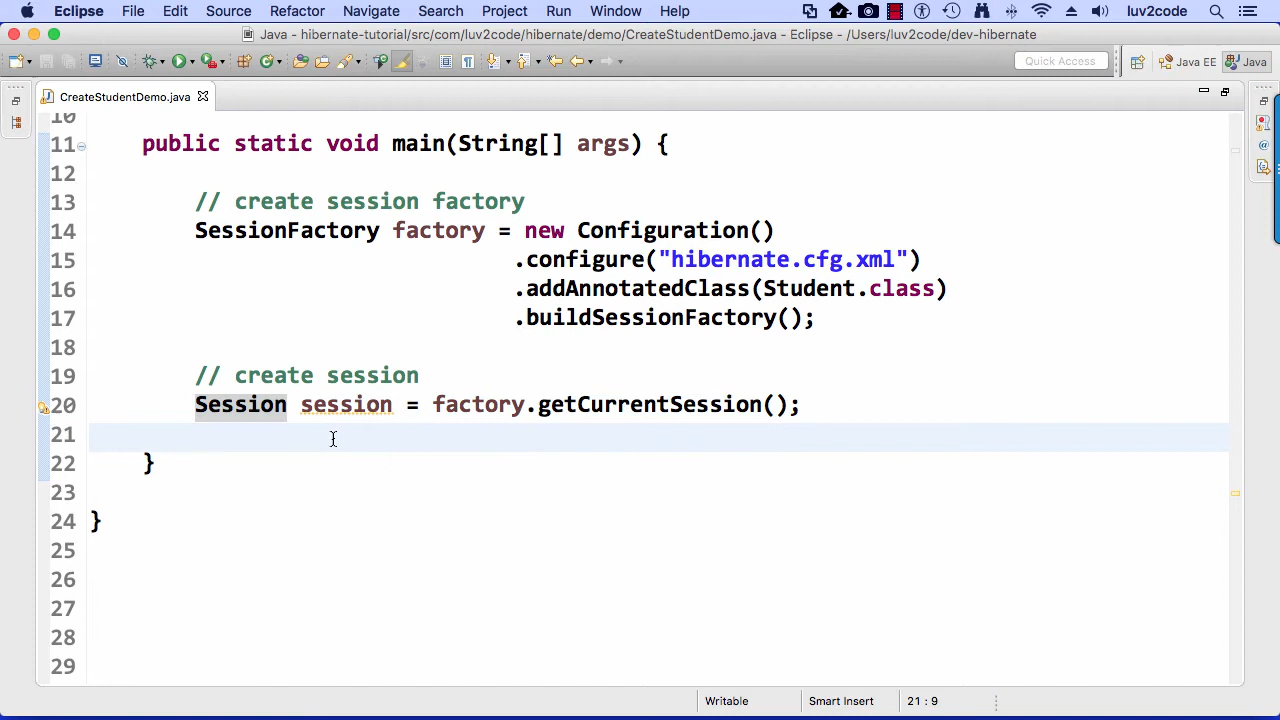 Eclipse File Edit Source Refactor Navigate Search Project Run Window Help luv2code
Java - hibernate-tutorial/src/com/luv2code/hibernate/demo/CreateStudentDemo.java - Eclipse - /Users/luv2code/dev-hibernate
Quick Access Java EE Java
CreateStudentDemo.java
10
11 public static void main(String[] args) {
12
13 // create session factory
14 SessionFactory factory = new Configuration()
15 .configure("hibernate.cfg.xml")
16 .addAnnotatedClass(Student.class)
17 .buildSessionFactory();
18
19 // create session
20 Session session = factory.getCurrentSession();
21
22 }
23
24 }
25
26
27
28
29
Writable Smart Insert 21 : 9